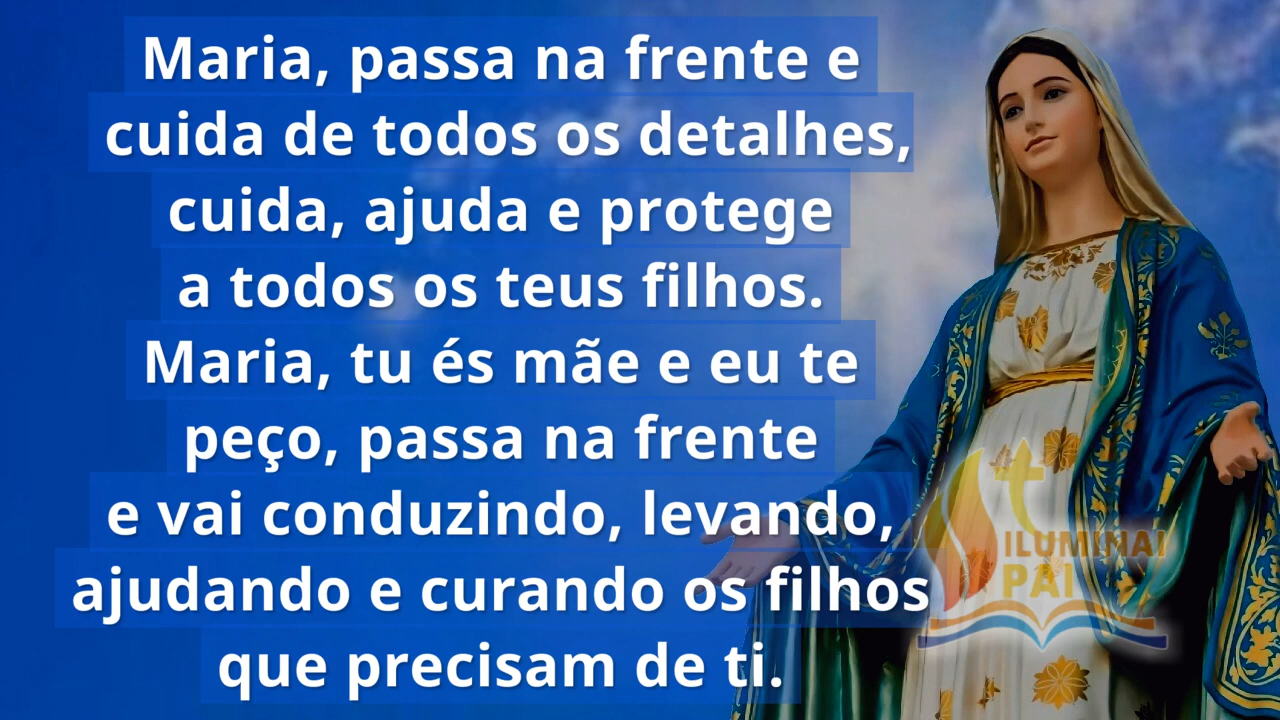 Maria, passa na frente e
cuida de todos os detalhes,
cuida, ajuda e protege
a todos os teus filhos.
Maria, tu és mãe e eu te
peço, passa na frente
e vai conduzindo, levando,
ajudando e curando os filhos
que precisam de ti.
ILUMINAI
PAI